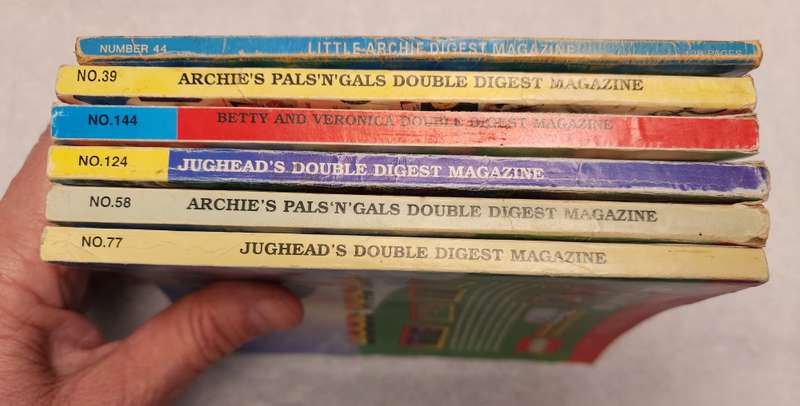 NUMBER 44 LITTLE ARCHIE DIGEST MAGAZINE 128 PAGES
NO.39 ARCHIE'S PALS'N'GALS DOUBLE DIGEST MAGAZINE
NO.144 BETTY AND VERONICA DOUBLE DIGEST MAGAZINE
NO.124 JUGHEAD'S DOUBLE DIGEST MAGAZINE
NO.58 ARCHIE'S PALS'N'GALS DOUBLE DIGEST MAGAZINE
NO.77 JUGHEAD'S DOUBLE DIGEST MAGAZINE